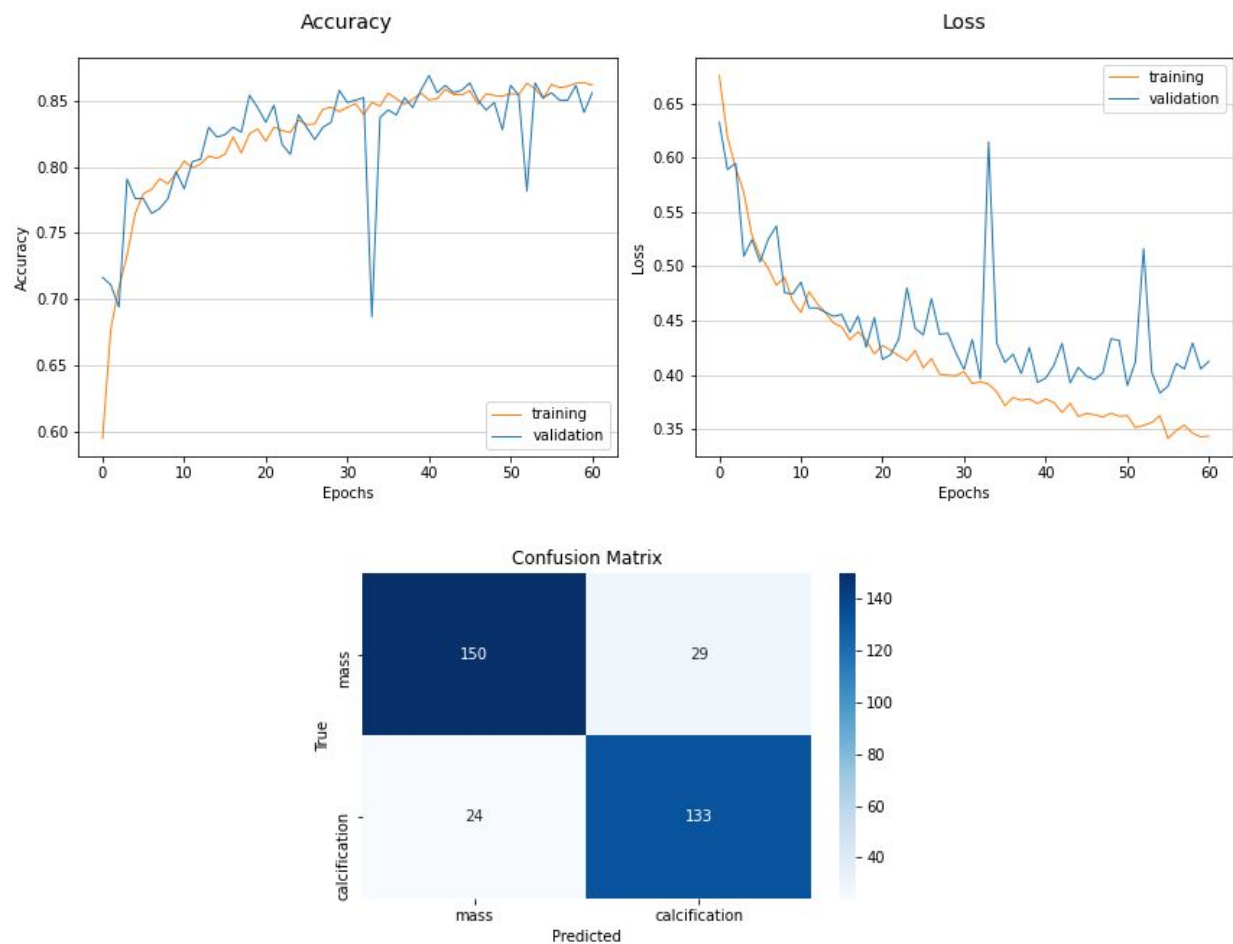 Accuracy
0.85
0.80
0.75
0.70
0.65
0.60
Accuracy
0 10 20 30 40 50 60
Epochs
training
validation
Loss
0.65
0.60
0.55
0.50
0.45
0.40
0.35
Loss
0 10 20 30 40 50 60
Epochs
training
validation
Confusion Matrix
True
mass
calcification
150 29
24 133
mass calcification
Predicted
140
120
100
80
60
40